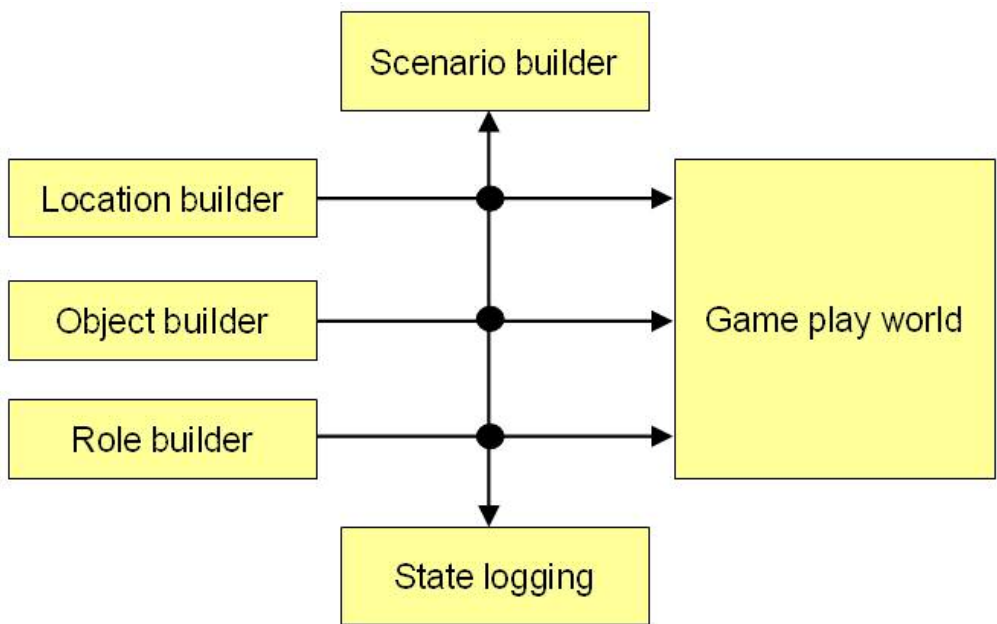 Scenario builder
Location builder
Object builder
Game play world
Role builder
State logging